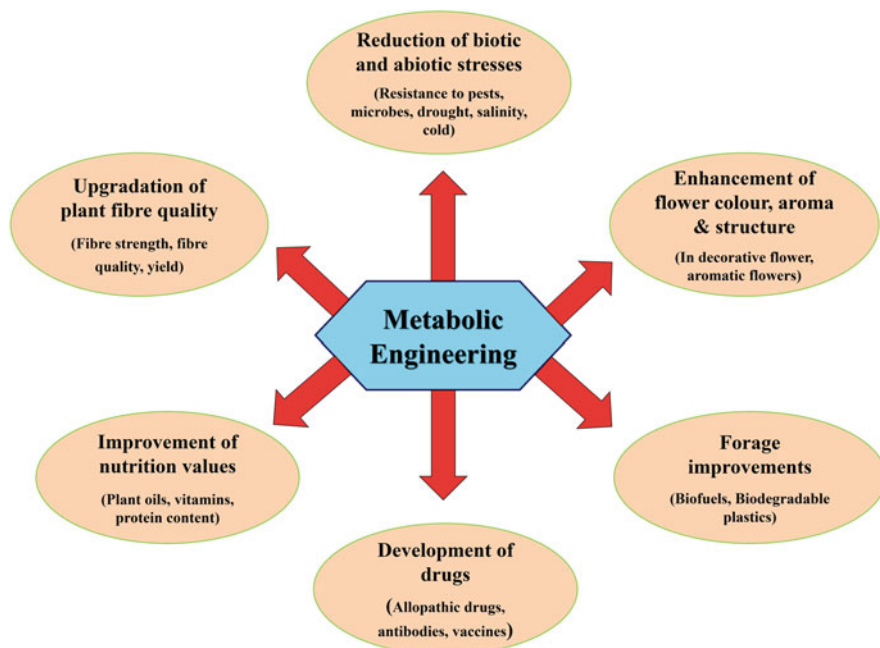 Reduction of biotic
and abiotic stresses
(Resistance to pests,
microbes, drought, salinity,
cold)
Upgradation of
plant fibre quality
(Fibre strength, fibre
quality, yield)
Enhancement of
flower colour, aroma
& structure
(In decorative flower,
aromatic flowers)
Metabolic
Engineering
Improvement of
nutrition values
(Plant oils, vitamins,
protein content)
Forage
improvements
(Biofuels, Biodegradable
plastics)
Development of
drugs
(Allopathic drugs,
antibodies, vaccines)